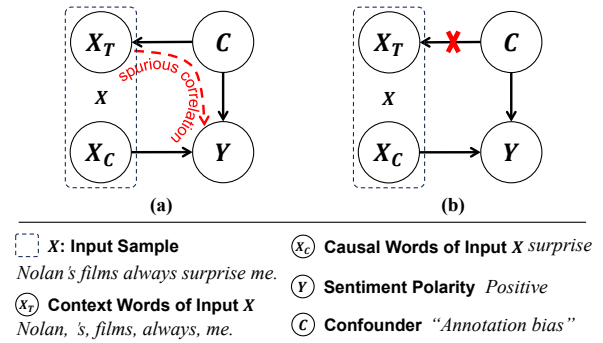 X_T C
spurious correlation
X
X_C Y
(a)
X_T C
X
X_C Y
(b)
X: Input Sample
Nolan's films always surprise me.
X_T Context Words of Input X
Nolan, 's, films, always, me.
X_C Causal Words of Input X surprise
Y Sentiment Polarity Positive
C Confounder "Annotation bias"